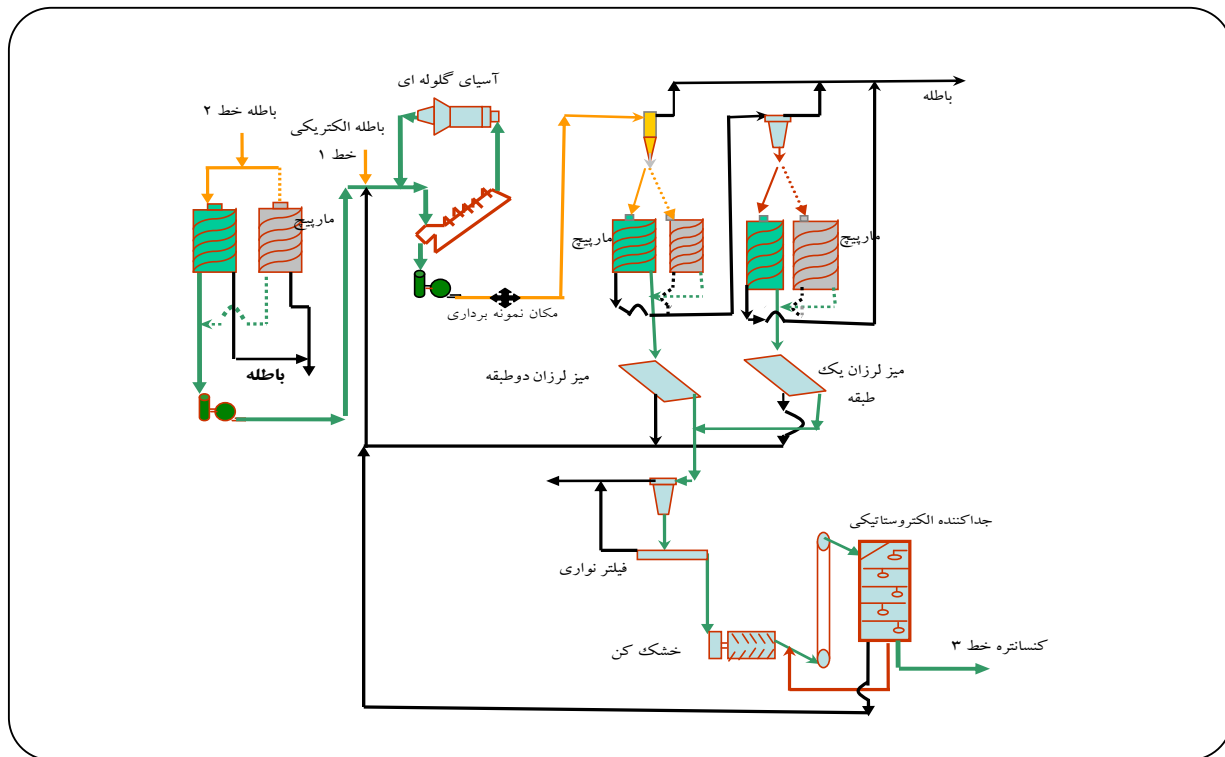 آسیای گلوله ای
باطله
باطله خط ۲
باطله الکتریکی
خط ۱
مارپیچ
مارپیچ
مارپیچ
مکان نمونه برداری
باطله
میز لرزان دوطبقه
میز لرزان یک
طبقه
جداکننده الکتروستاتیکی
فیلتر نواری
خشک کن
کنسانتره خط ۳